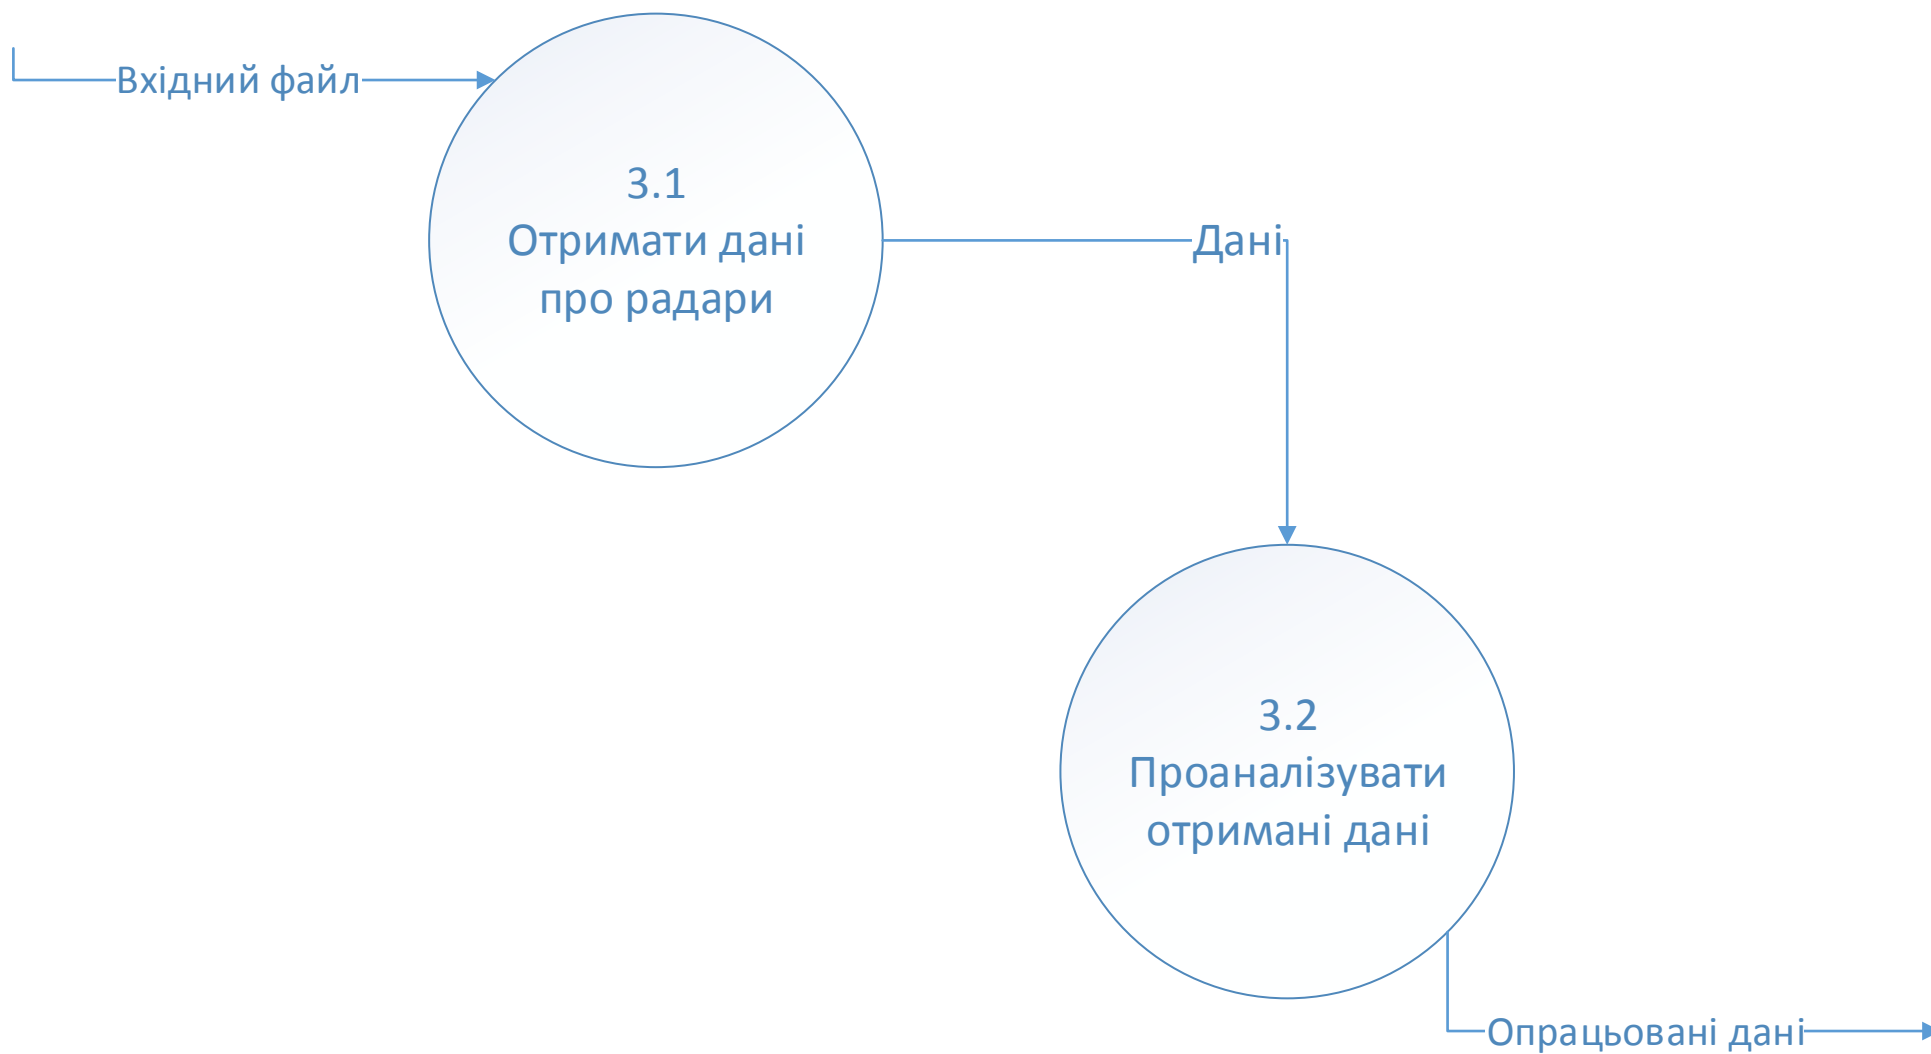 Вхідний файл
3.1
Отримати дані
про радари
Дані
3.2
Проаналізувати
отримані дані
Опрацьовані дані